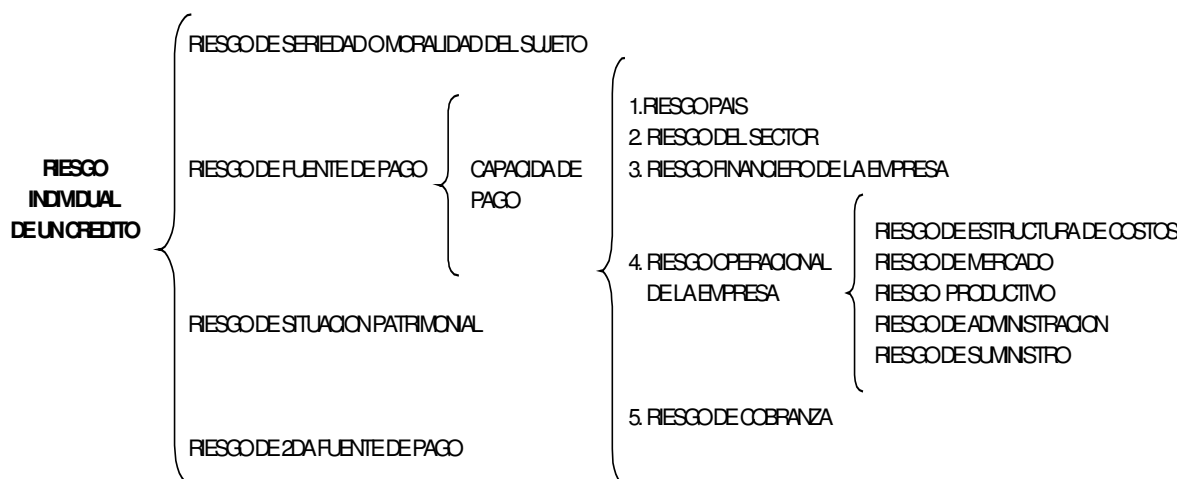 RIESGO
INDIVIDUAL
DE UN CREDITO
RIESGO DE SERIEDAD O MORALIDAD DEL SUJETO
RIESGO DE FUENTE DE PAGO
CAPACIDA DE
PAGO
1.RIESGO PAIS
2. RIESGO DEL SECTOR
3. RIESGO FINANCIERO DE LA EMPRESA
4. RIESGO OPERACIONAL
DE LA EMPRESA
RIESGO DE ESTRUCTURA DE COSTOS
RIESGO DE MERCADO
RIESGO PRODUCTIVO
RIESGO DE ADMINISTRACION
RIESGO DE SUMINISTRO
5. RIESGO DE COBRANZA
RIESGO DE SITUACION PATRIMONIAL
RIESGO DE 2DA FUENTE DE PAGO